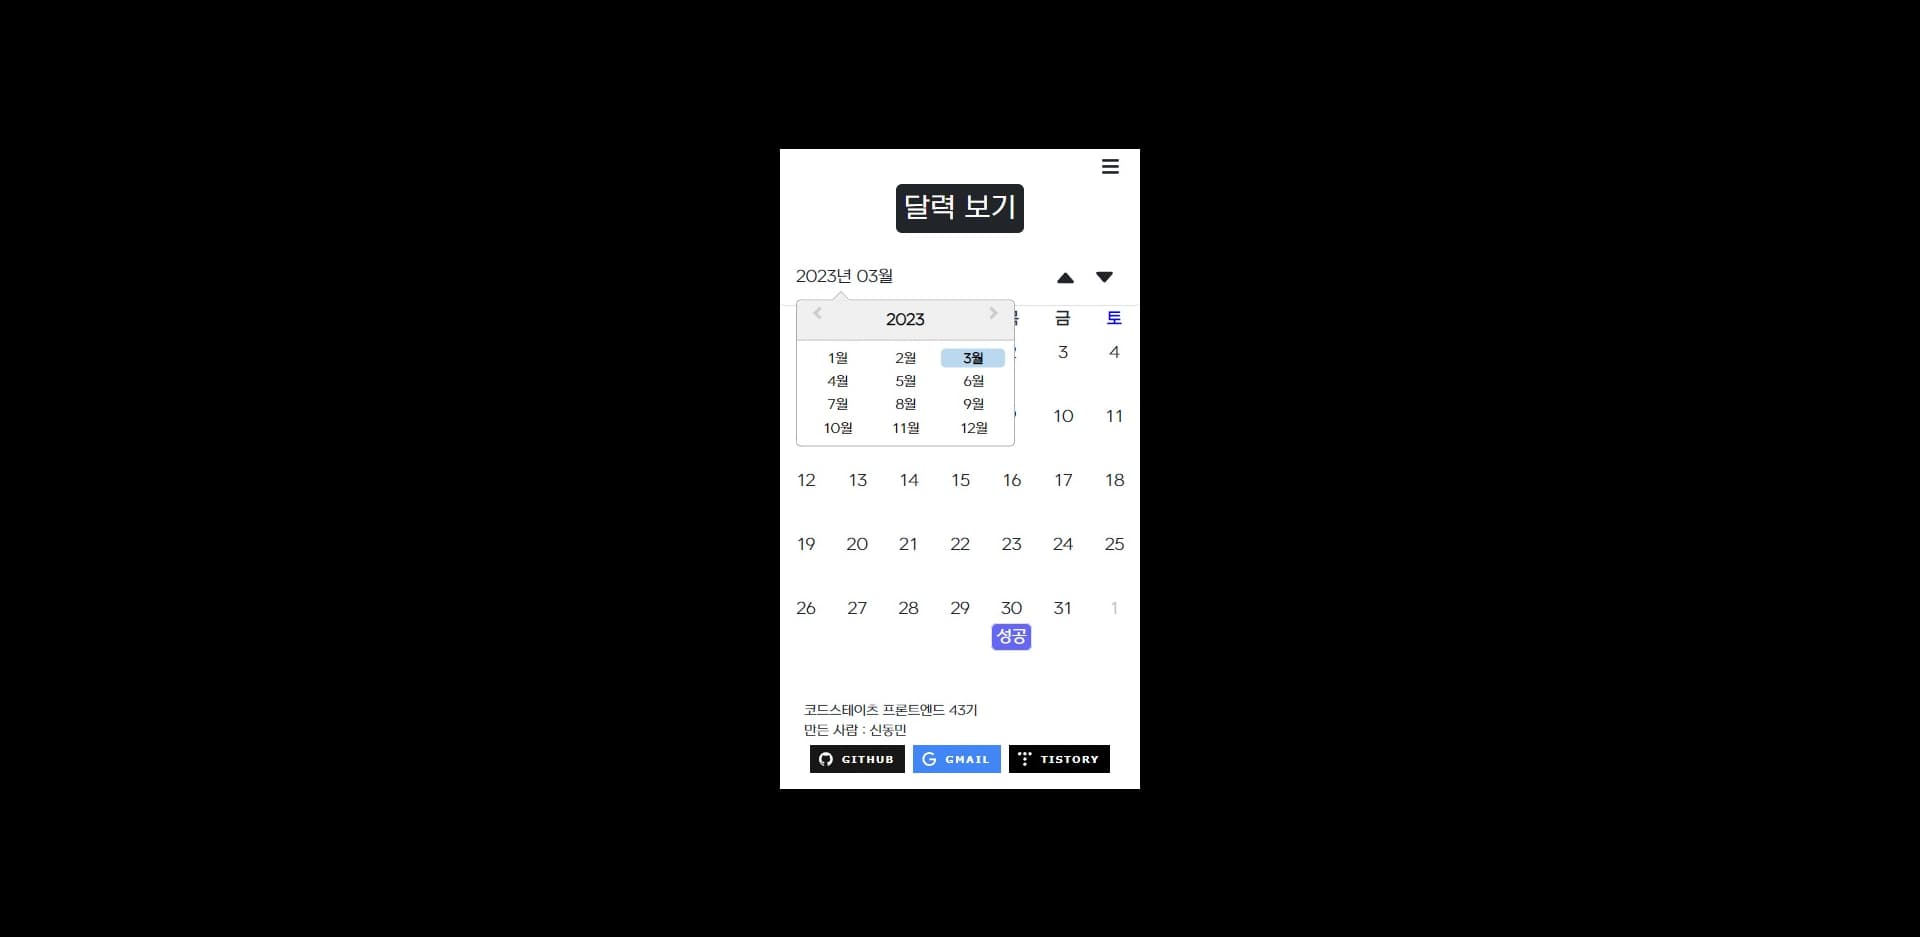 달력 보기
2023년 03월
2023
금 토
1월 2월 3월
4월 5월 6월
7월 8월 9월
10월 11월 12월
3 4
10 11
12 13 14 15 16 17 18
19 20 21 22 23 24 25
26 27 28 29 30 31 1
성공
코드스테이츠 프론트엔드 43기
만든 사람 : 신동민
GITHUB GMAIL TISTORY